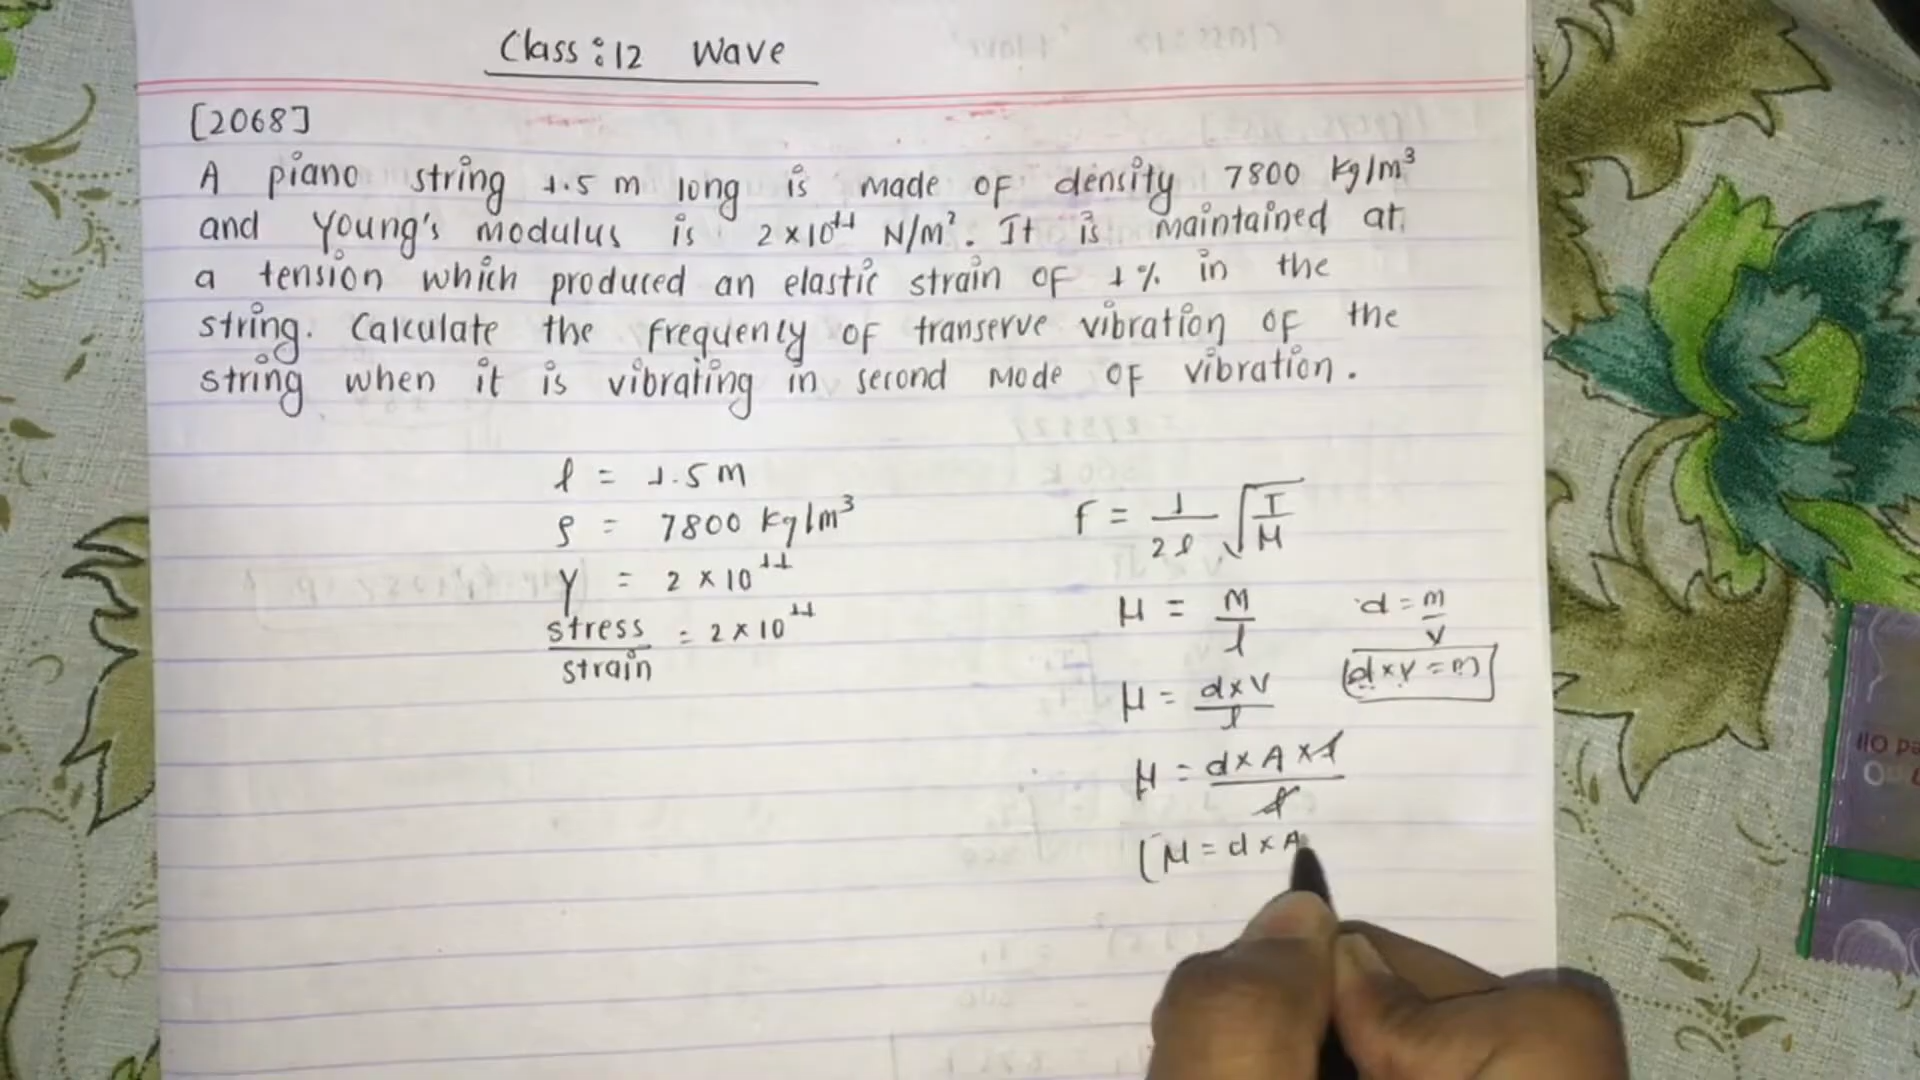 Class: 12 Wave
[2068]
A piano string 1.5 m long is made of density 7800 kg/m³
and Young's modulus is 2 × 10¹¹ N/m². It is maintained at
a tension which produced an elastic strain of 1% in the
string. Calculate the frequency of transerve vibration of the
string when it is vibrating in second mode of vibration.
l = 1.5 m
ρ = 7800 kg/m³
Y = 2 × 10¹¹
stress/strain = 2 × 10¹¹
f = 1/2l √T/μ
μ = m/l
d = m/v
μ = d×v/l
d×v = m
μ = d× A × l/l
(μ = d × A